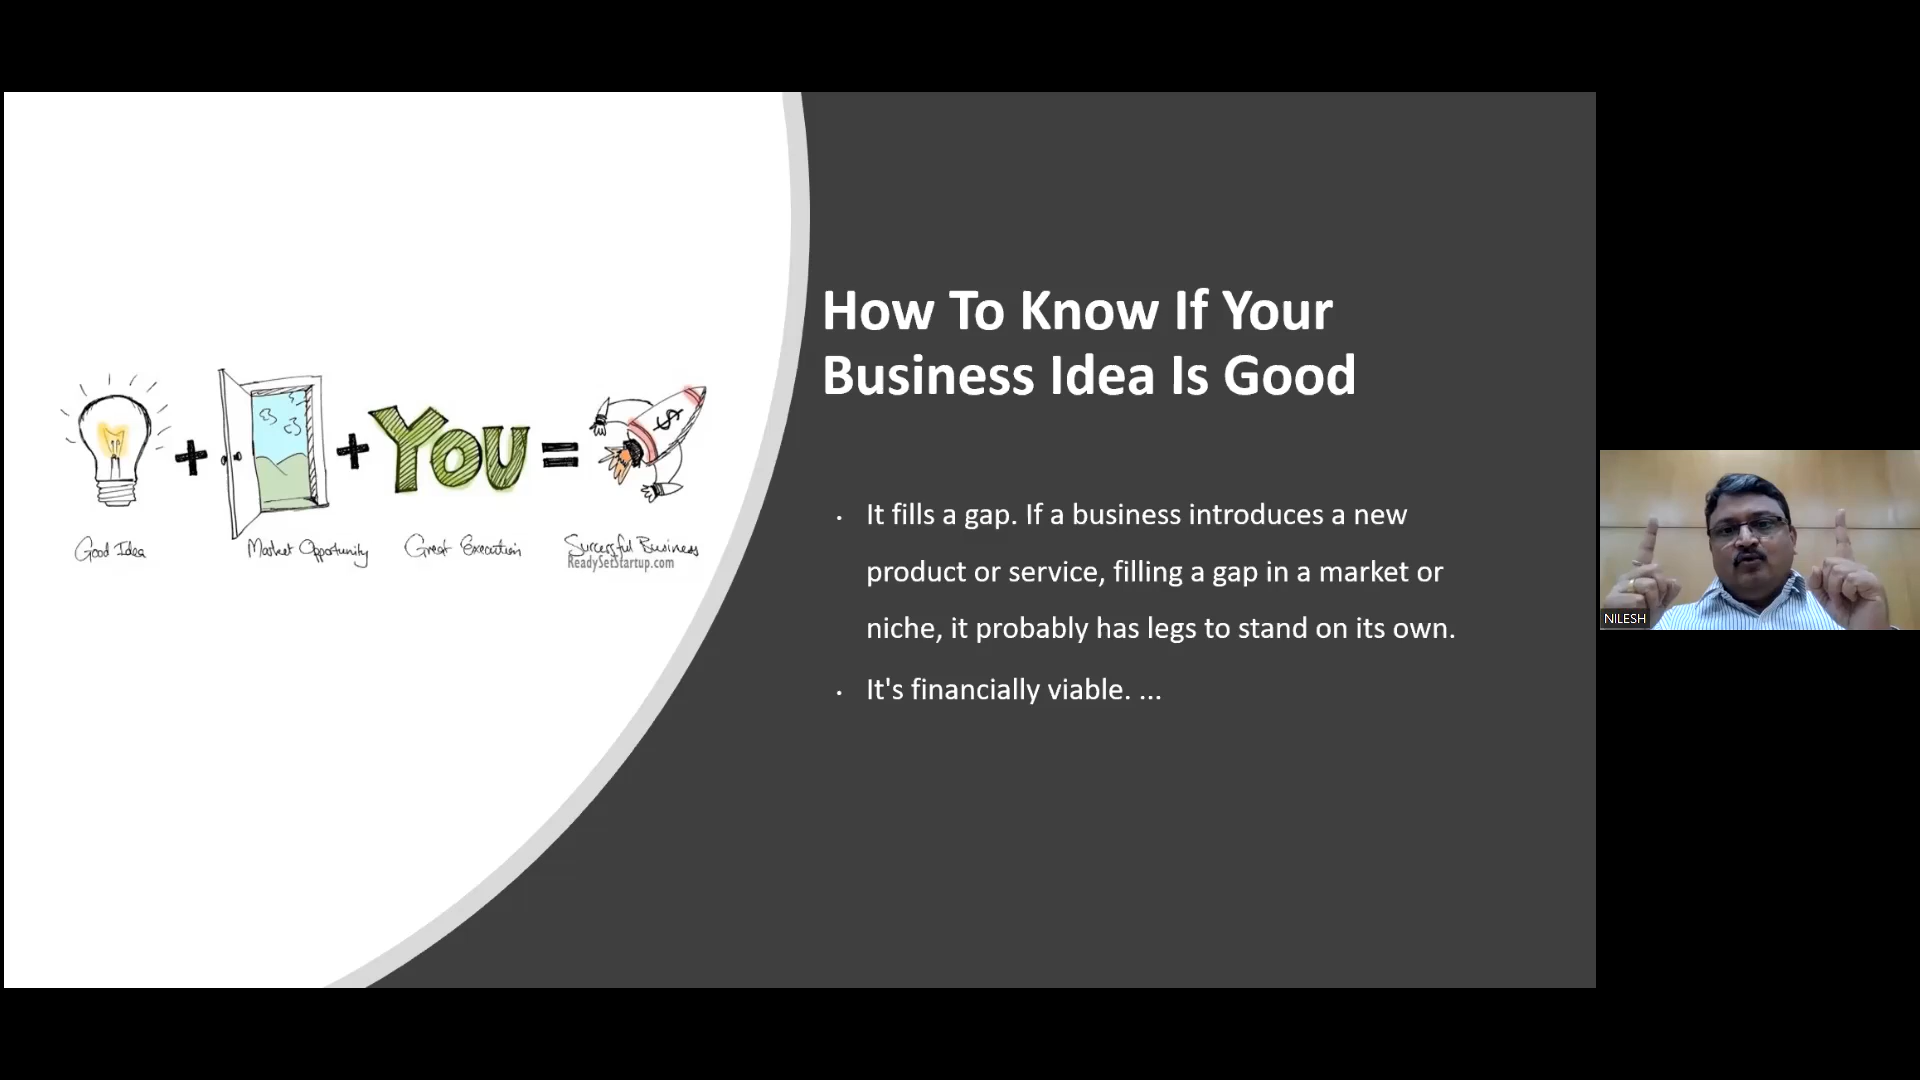 How To Know If Your
Business Idea Is Good
+ + YOU =
$
Good Idea
Market Opportunity
Great Execution
Successful Business
ReadySetStartup.com
• It fills a gap. If a business introduces a new
product or service, filling a gap in a market or
niche, it probably has legs to stand on its own.
• It's financially viable. ...
NILESH